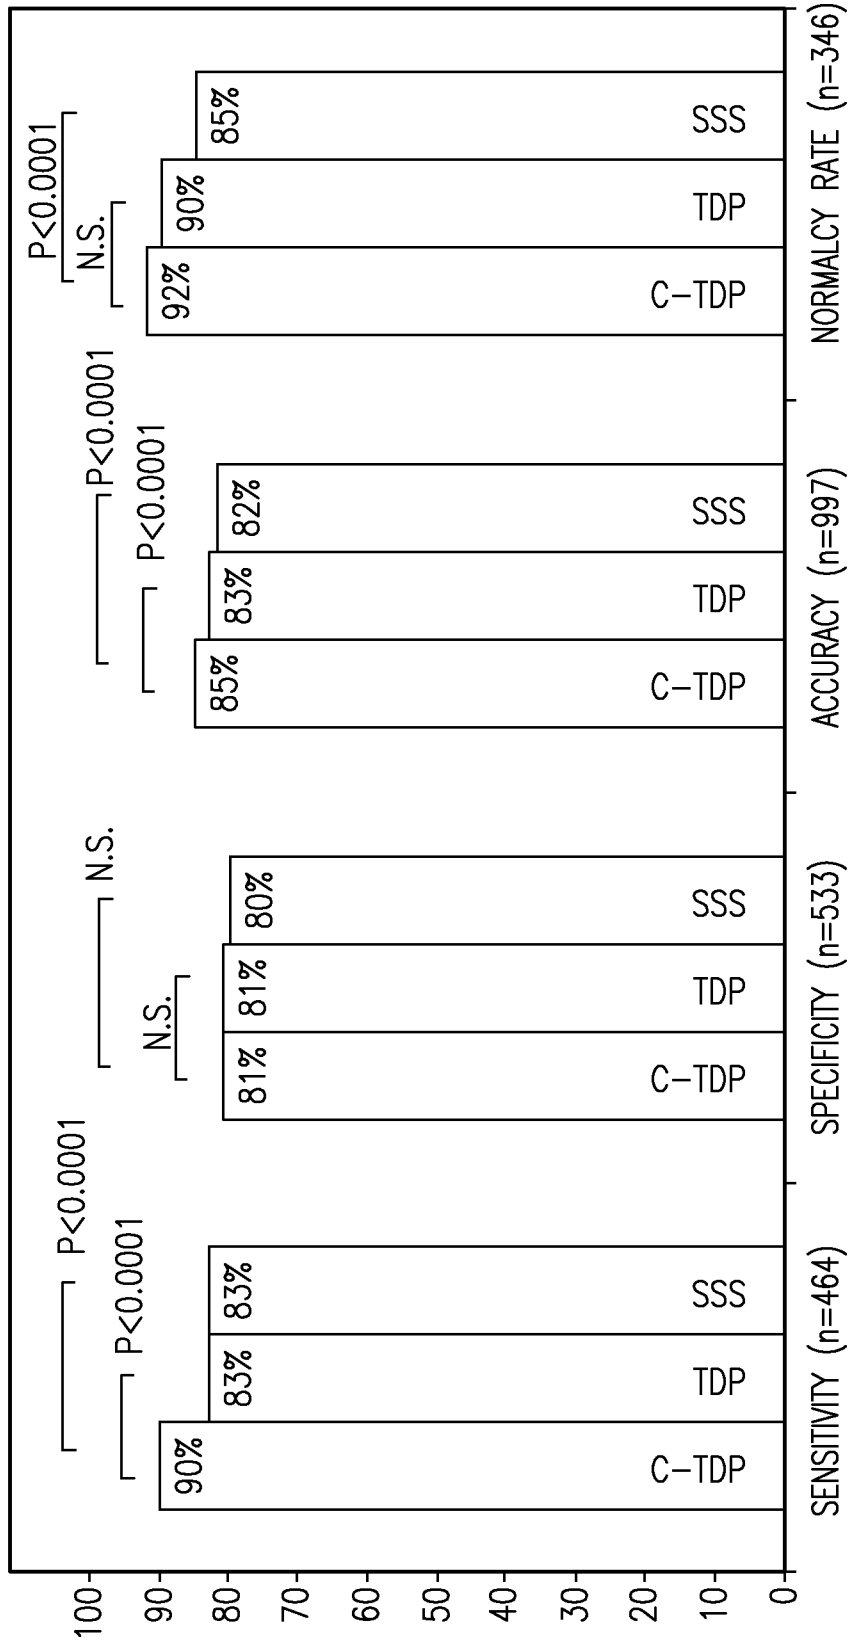 100
90
80
70
60
50
40
30
20
10
0
P<0.0001
P<0.0001
90%
83%
83%
C-TDP
TDP
SSS
SENSITIVITY (n=464)
N.S.
N.S.
81%
81%
80%
C-TDP
TDP
SSS
SPECIFICITY (n=533)
P<0.0001
P<0.0001
85%
83%
82%
C-TDP
TDP
SSS
ACCURACY (n=997)
P<0.0001
N.S.
92%
90%
85%
C-TDP
TDP
SSS
NORMALCY RATE (n=346)